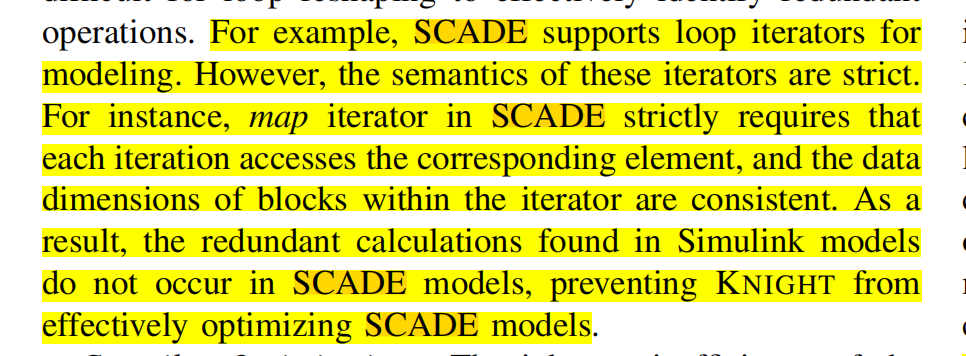 operations. For example, SCADE supports loop iterators for
modeling. However, the semantics of these iterators are strict.
For instance, map iterator in SCADE strictly requires that
each iteration accesses the corresponding element, and the data
dimensions of blocks within the iterator are consistent. As a
result, the redundant calculations found in Simulink models
do not occur in SCADE models, preventing KNIGHT from
effectively optimizing SCADE models.